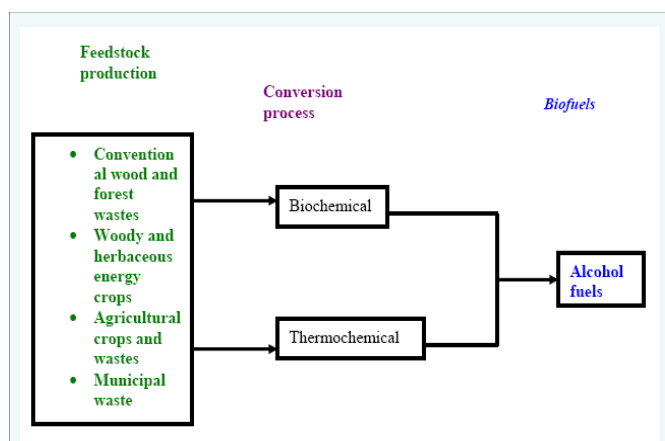 Feedstock
production
Conversion
process
Biofuels
• Convention
al wood and
forest
wastes
• Woody and
herbaceous
energy
crops
• Agricultural
crops and
wastes
• Municipal
waste
Biochemical
Thermochemical
Alcohol
fuels